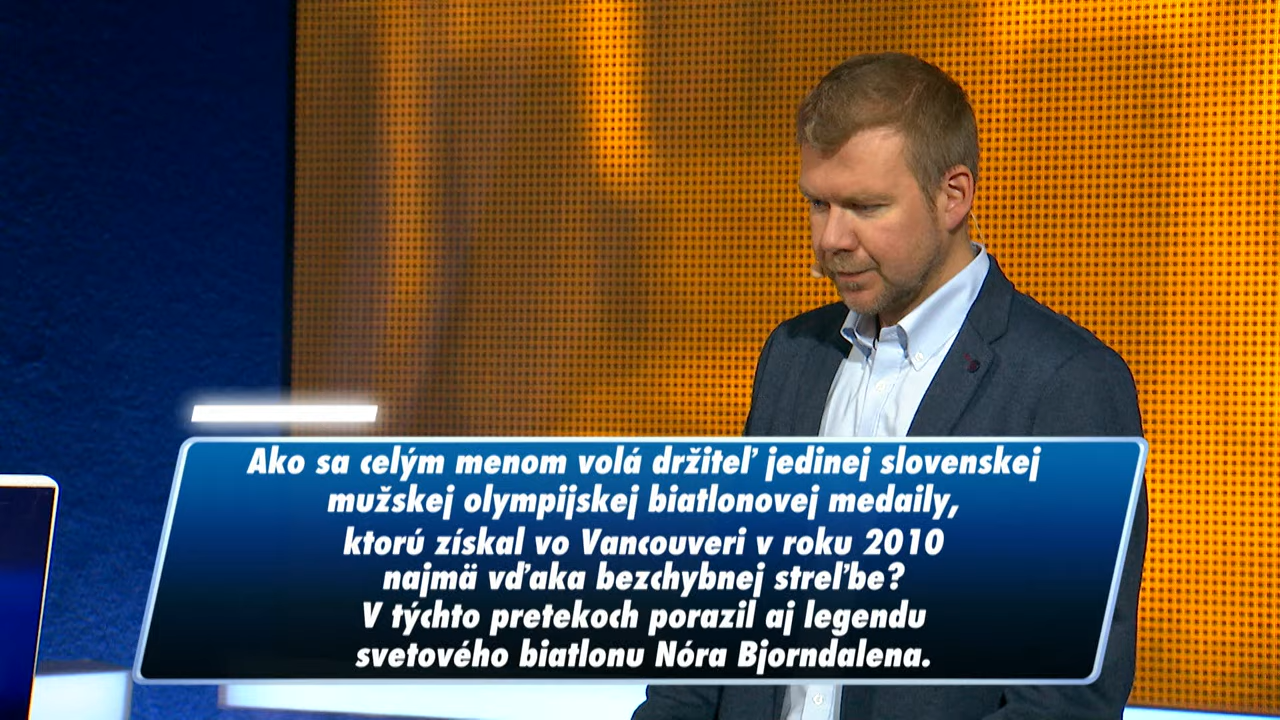 Ako sa celým menom volá držiteľ jedinej slovenskej
mužskej olympijskej biatlonovej medaily,
ktorú získal vo Vancouveri v roku 2010
najmä vďaka bezchybnej streľbe?
V týchto pretekoch porazil aj legendu
svetového biatlonu Nóra Bjorndalena.